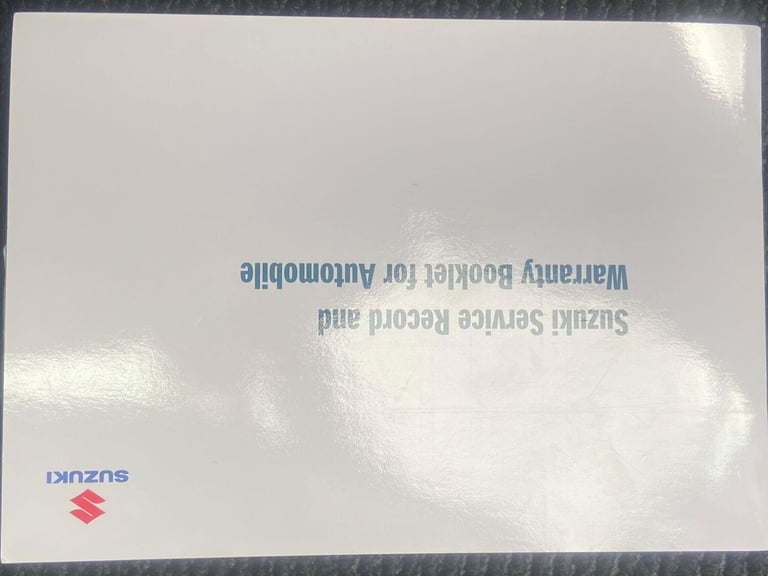 Suzuki Service Record and
Warranty Booklet for Automobile
SUZUKI